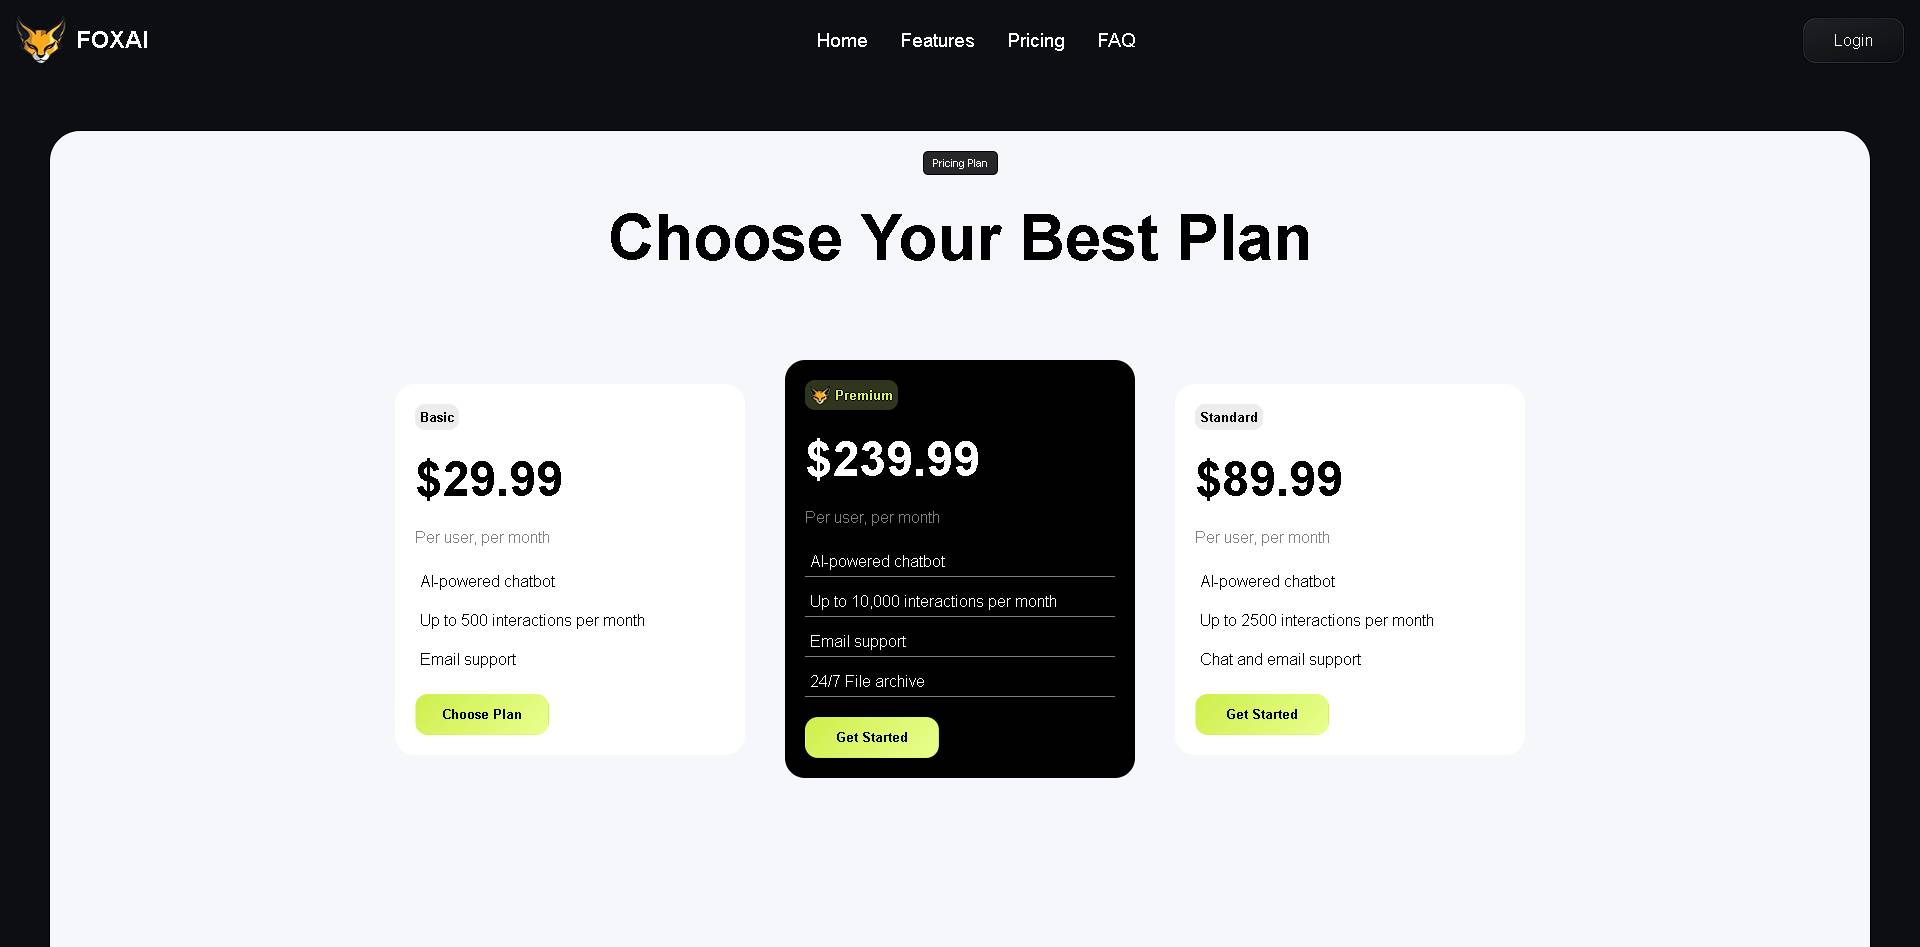 FOXAI
Home Features Pricing FAQ
Login
Pricing Plan
Choose Your Best Plan
Basic
$29.99
Per user, per month
AI-powered chatbot
Up to 500 interactions per month
Email support
Choose Plan
Premium
$239.99
Per user, per month
AI-powered chatbot
Up to 10,000 interactions per month
Email support
24/7 File archive
Get Started
Standard
$89.99
Per user, per month
AI-powered chatbot
Up to 2500 interactions per month
Chat and email support
Get Started